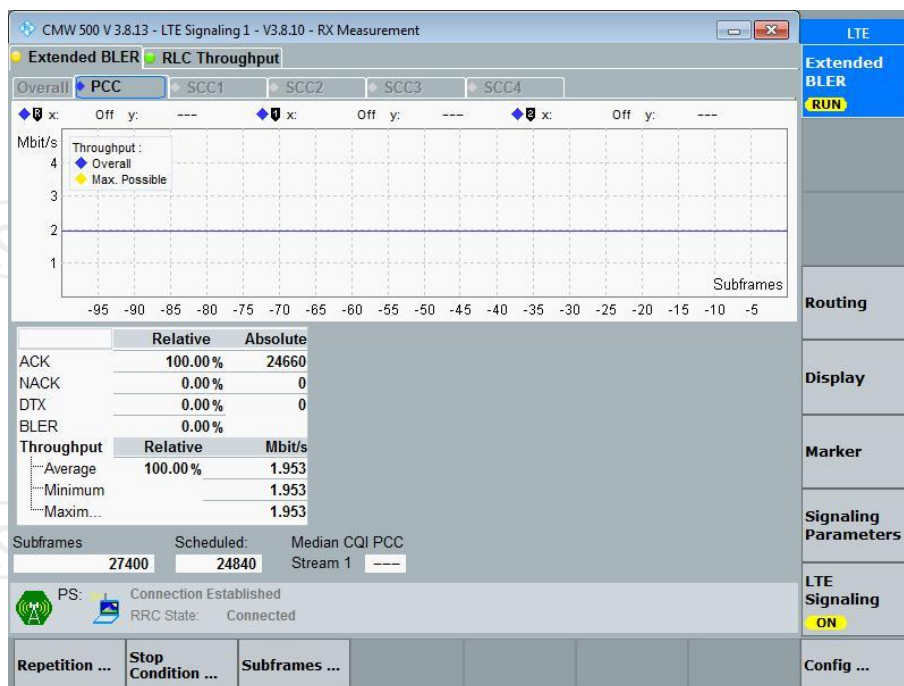 CMW 500 V 3.8.13 - LTE Signaling 1 - V3.8.10 - RX Measurement
LTE
Extended BLER RLC Throughput
Extended
BLER
RUN
Overall PCC SCC1 SCC2 SCC3 SCC4
R x: Off y: --- 1 x: Off y: --- 2 x: Off y: ---
Mbit/s
Throughput :
Overall
Max. Possible
4
3
2
1
Subframes
-95 -90 -85 -80 -75 -70 -65 -60 -55 -50 -45 -40 -35 -30 -25 -20 -15 -10 -5
Relative Absolute
ACK 100.00 % 24660
NACK 0.00 % 0
DTX 0.00 % 0
BLER 0.00 %
Throughput Relative Mbit/s
Average 100.00 % 1.953
Minimum 1.953
Maxim... 1.953
Subframes Scheduled: Median CQI PCC
27400 24840 Stream 1 ---
PS: Connection Established
RRC State: Connected
Routing
Display
Marker
Signaling
Parameters
LTE
Signaling
ON
Repetition ... Stop
Condition ... Subframes ... Config ...